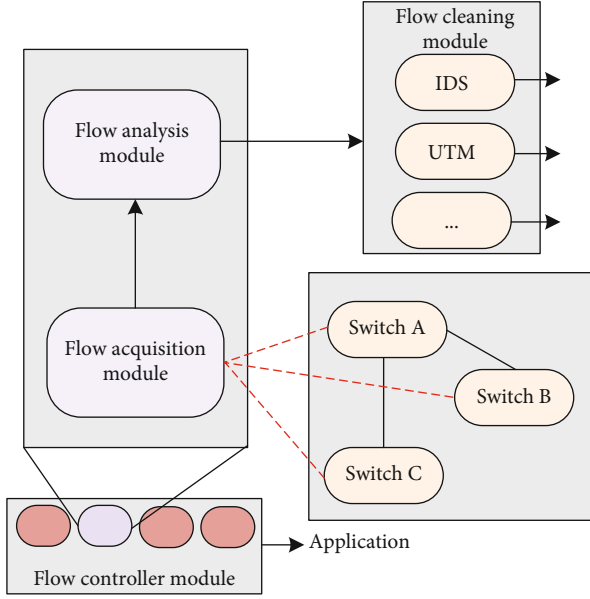 Flow cleaning
module
IDS
UTM
...
Flow analysis
module
Flow acquisition
module
Switch A
Switch B
Switch C
Application
Flow controller module